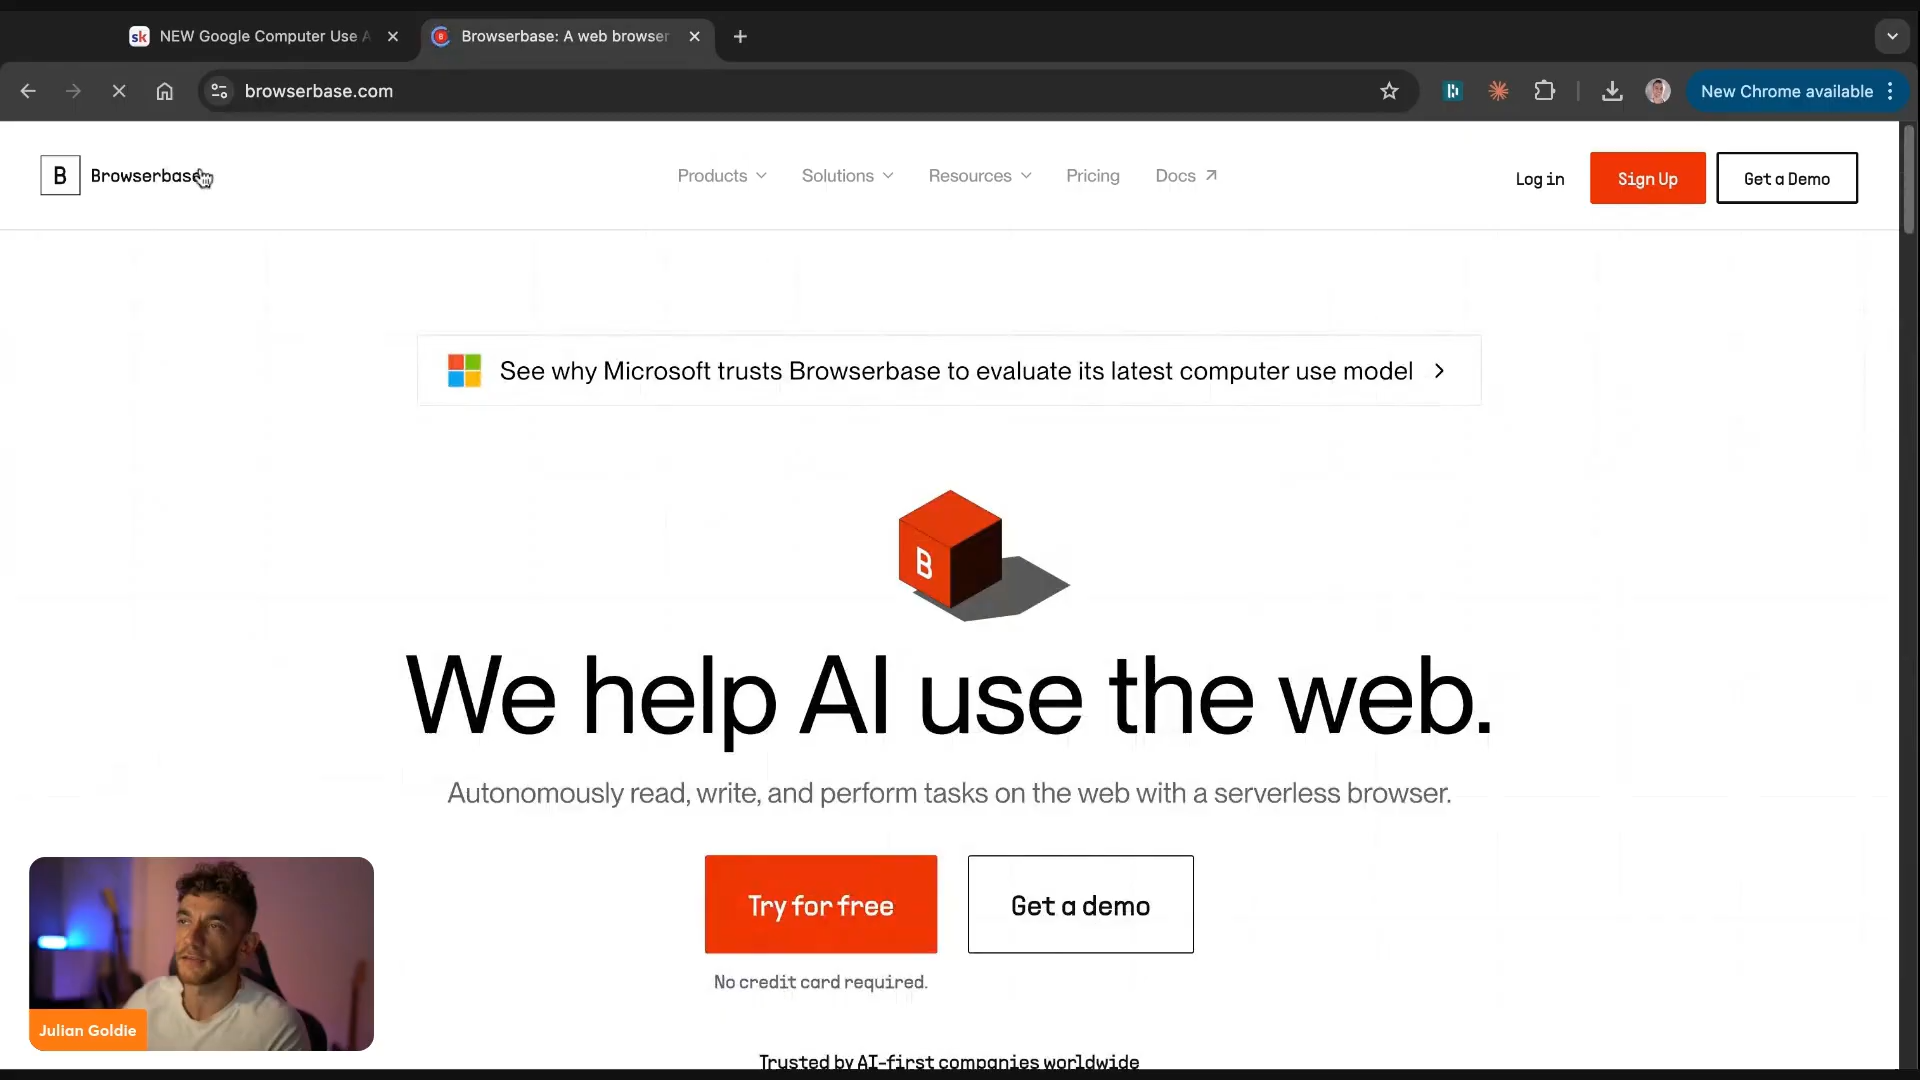 sk NEW Google Computer Use A
Browserbase: A web browser
browserbase.com
New Chrome available
B Browserbase
Products
Solutions
Resources
Pricing
Docs
Log in
Sign Up
Get a Demo
See why Microsoft trusts Browserbase to evaluate its latest computer use model
B
We help AI use the web.
Autonomously read, write, and perform tasks on the web with a serverless browser.
Try for free
Get a demo
No credit card required.
Julian Goldie
Trusted by AI-first companies worldwide